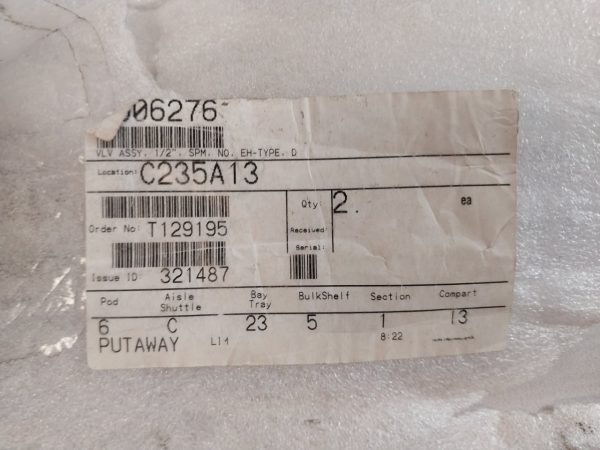 006276
VLV ASSY, 1/2", SPM, NO, EH-TYPE, D
Location: C235A13
Qty: 2. ea
Order No: T129195
Received:
Serial:
Issue ID: 321487
Pod Aisle Shuttle Bay Tray BulkShelf Section Compart
6 C 23 5 1 13
PUTAWAY 8:22